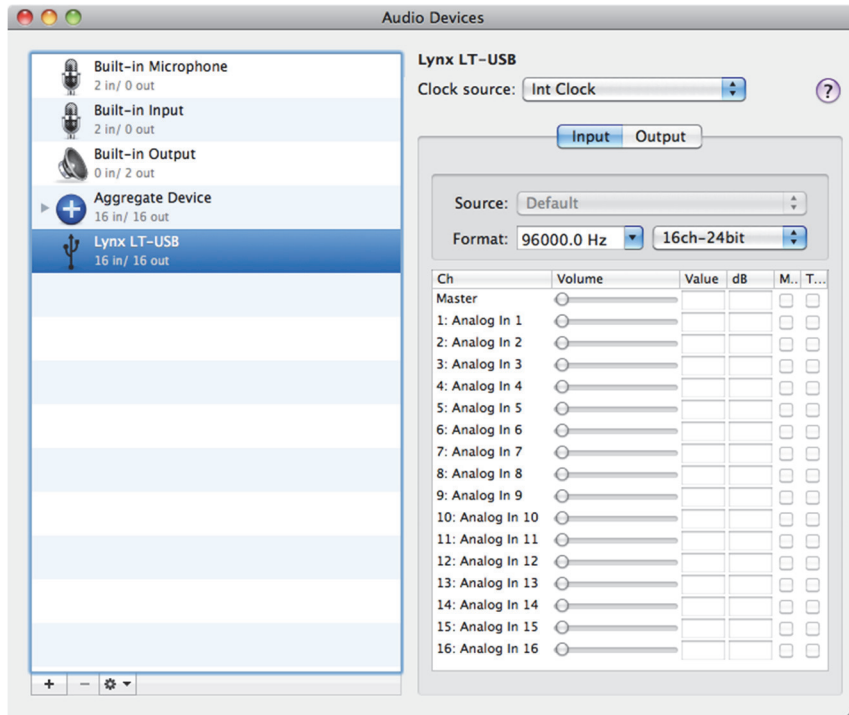 Audio Devices
Built-in Microphone
2 in/ 0 out
Built-in Input
2 in/ 0 out
Built-in Output
0 in/ 2 out
Aggregate Device
16 in/ 16 out
Lynx LT-USB
16 in/ 16 out
Lynx LT-USB
Clock source: Int Clock
?
Input Output
Source: Default
Format: 96000.0 Hz 16ch-24bit
Ch Volume Value dB M.. T...
Master
1: Analog In 1
2: Analog In 2
3: Analog In 3
4: Analog In 4
5: Analog In 5
6: Analog In 6
7: Analog In 7
8: Analog In 8
9: Analog In 9
10: Analog In 10
11: Analog In 11
12: Analog In 12
13: Analog In 13
14: Analog In 14
15: Analog In 15
16: Analog In 16